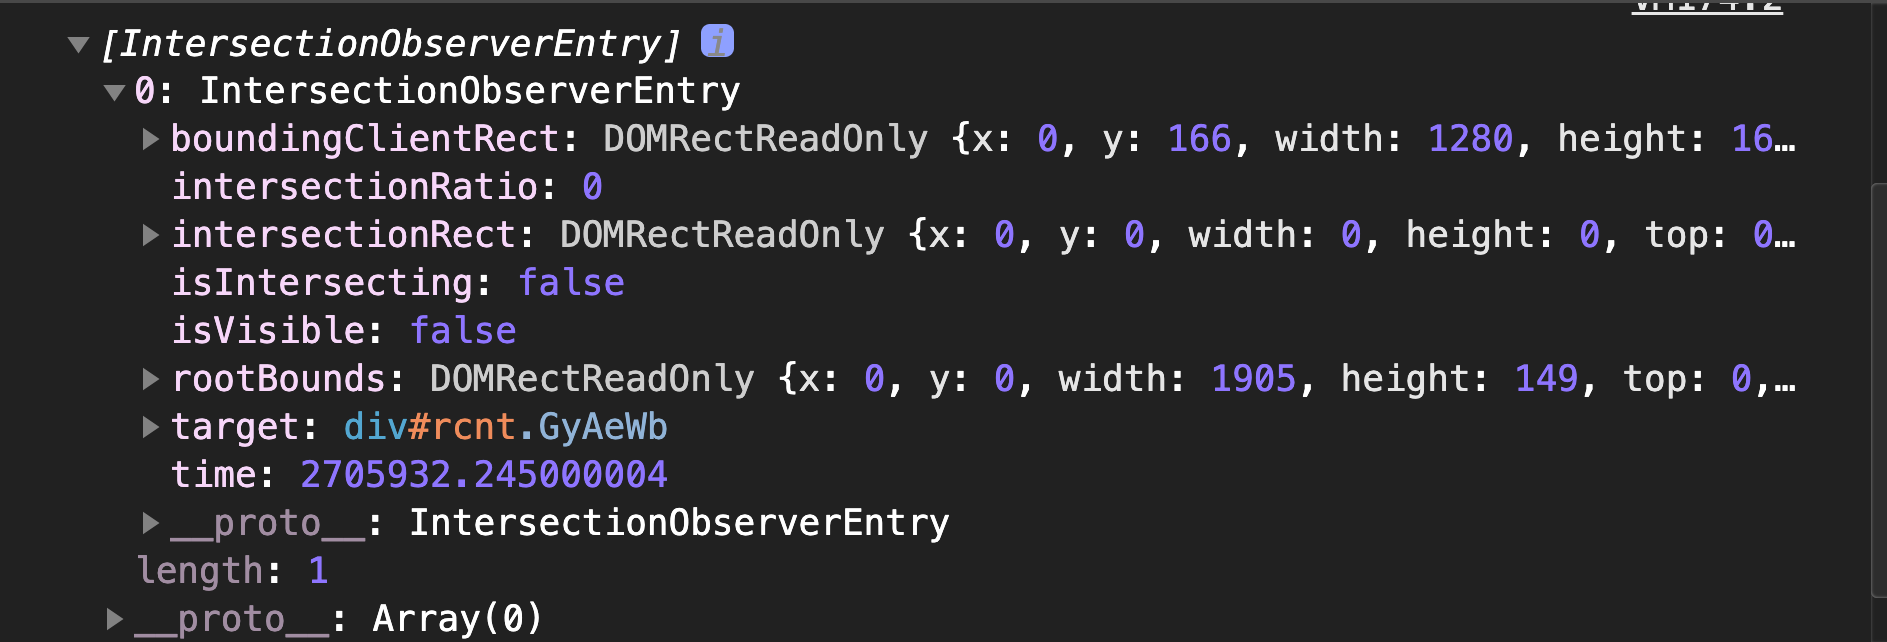 [IntersectionObserverEntry] i
0: IntersectionObserverEntry
boundingClientRect: DOMRectReadOnly {x: 0, y: 166, width: 1280, height: 16…
intersectionRatio: 0
intersectionRect: DOMRectReadOnly {x: 0, y: 0, width: 0, height: 0, top: 0…
isIntersecting: false
isVisible: false
rootBounds: DOMRectReadOnly {x: 0, y: 0, width: 1905, height: 149, top: 0,…
target: div#rcnt.GyAeWb
time: 2705932.245000004
__proto__: IntersectionObserverEntry
length: 1
__proto__: Array(0)